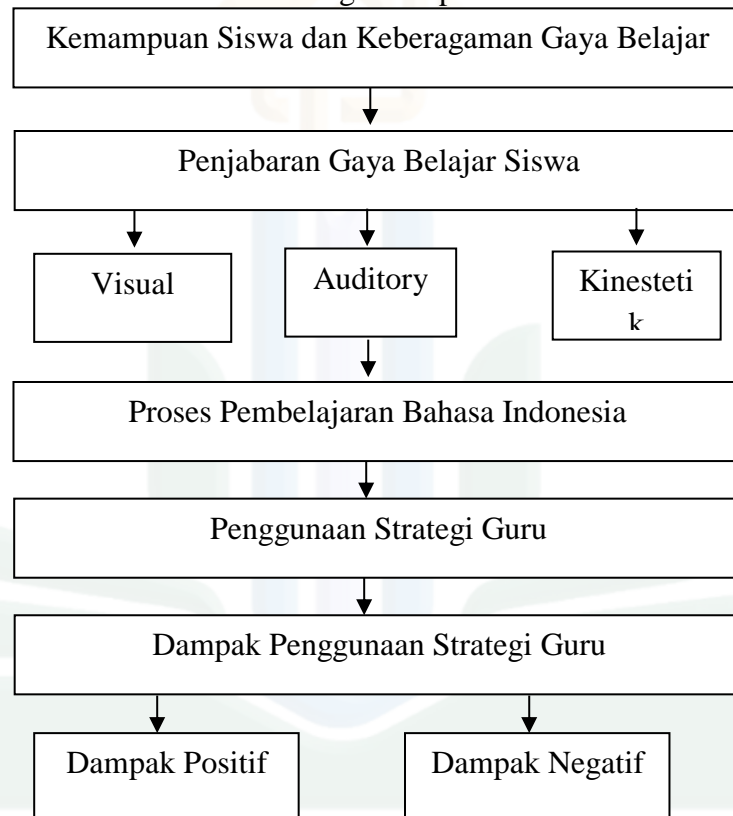 Kemampuan Siswa dan Keberagaman Gaya Belajar
Penjabaran Gaya Belajar Siswa
Visual
Auditory
Kinesteti
k
Proses Pembelajaran Bahasa Indonesia
Penggunaan Strategi Guru
Dampak Penggunaan Strategi Guru
Dampak Positif
Dampak Negatif